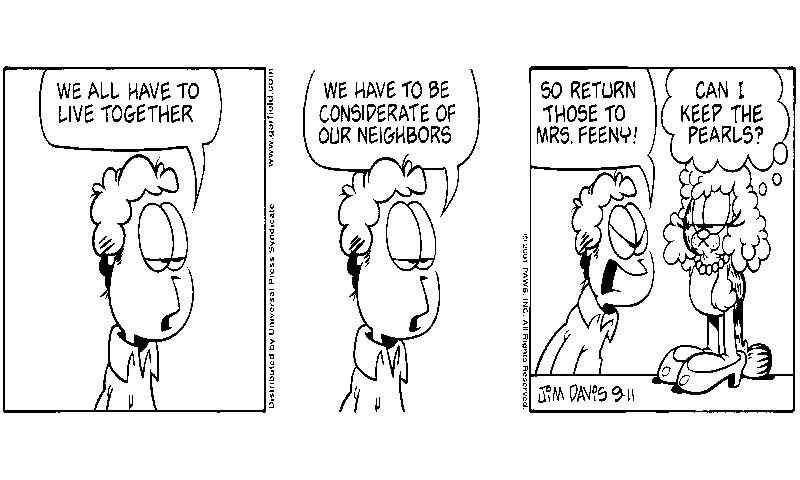 WE ALL HAVE TO
LIVE TOGETHER
www.garfield.com
Distributed by Universal Press Syndicate
WE HAVE TO BE
CONSIDERATE OF
OUR NEIGHBORS
SO RETURN
THOSE TO
MRS. FEENY!
CAN I
KEEP THE
PEARLS?
© 2001 PAWS, INC. All Rights Reserved.
JIM DAVIS 9-11